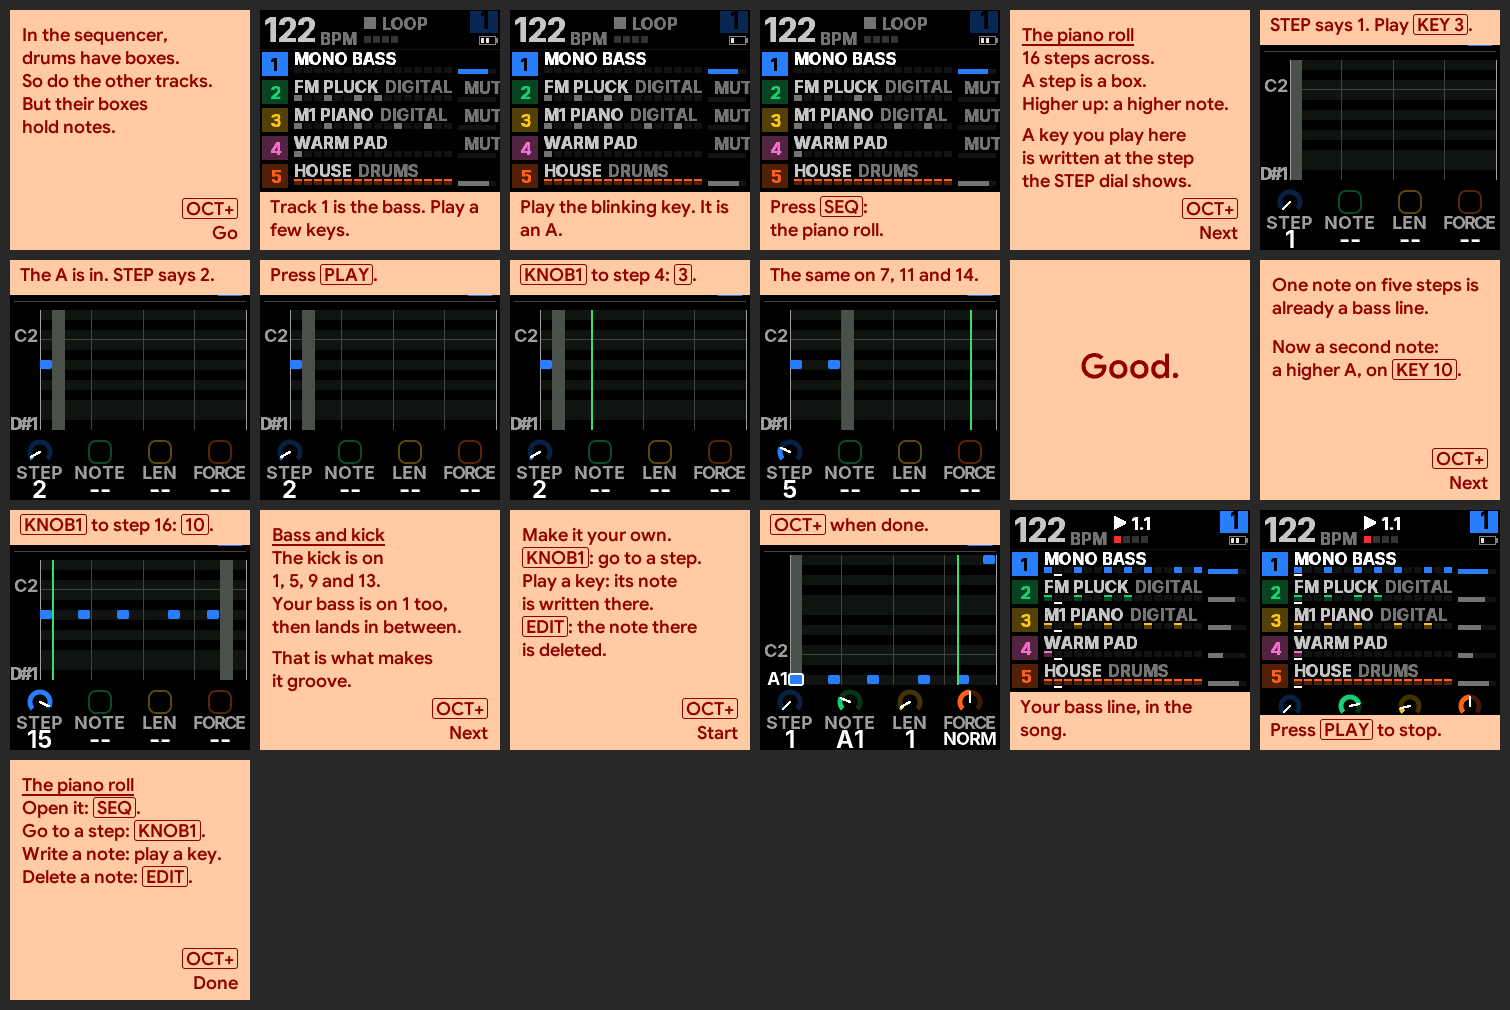 In the sequencer,
drums have boxes.
So do the other tracks.
But their boxes
hold notes.
OCT+
Go
122 BPM LOOP 1
1 MONO BASS
2 FM PLUCK DIGITAL MUT
3 M1 PIANO DIGITAL MUT
4 WARM PAD MUT
5 HOUSE DRUMS
Track 1 is the bass. Play a
few keys.
122 BPM LOOP 1
1 MONO BASS
2 FM PLUCK DIGITAL MUT
3 M1 PIANO DIGITAL MUT
4 WARM PAD MUT
5 HOUSE DRUMS
Play the blinking key. It is
an A.
122 BPM LOOP 1
1 MONO BASS
2 FM PLUCK DIGITAL MUT
3 M1 PIANO DIGITAL MUT
4 WARM PAD MUT
5 HOUSE DRUMS
Press SEQ:
the piano roll.
The piano roll
16 steps across.
A step is a box.
Higher up: a higher note.
A key you play here
is written at the step
the STEP dial shows.
OCT+
Next
STEP says 1. Play KEY 3.
C2
D#1
STEP NOTE LEN FORCE
1 -- -- --
The A is in. STEP says 2.
C2
D#1
STEP NOTE LEN FORCE
2 -- -- --
Press PLAY.
C2
D#1
STEP NOTE LEN FORCE
2 -- -- --
KNOB1 to step 4: 3.
C2
D#1
STEP NOTE LEN FORCE
2 -- -- --
The same on 7, 11 and 14.
C2
D#1
STEP NOTE LEN FORCE
5 -- -- --
Good.
One note on five steps is
already a bass line.
Now a second note:
a higher A, on KEY 10.
OCT+
Next
KNOB1 to step 16: 10.
C2
D#1
STEP NOTE LEN FORCE
15 -- -- --
Bass and kick
The kick is on
1, 5, 9 and 13.
Your bass is on 1 too,
then lands in between.
That is what makes
it groove.
OCT+
Next
Make it your own.
KNOB1: go to a step.
Play a key: its note
is written there.
EDIT: the note there
is deleted.
OCT+
Start
OCT+ when done.
C2
A1
STEP NOTE LEN FORCE
1 A1 1 NORM
122 BPM 1.1 1
1 MONO BASS
2 FM PLUCK DIGITAL
3 M1 PIANO DIGITAL
4 WARM PAD
5 HOUSE DRUMS
Your bass line, in the
song.
122 BPM 1.1 1
1 MONO BASS
2 FM PLUCK DIGITAL
3 M1 PIANO DIGITAL
4 WARM PAD
5 HOUSE DRUMS
Press PLAY to stop.
The piano roll
Open it: SEQ.
Go to a step: KNOB1.
Write a note: play a key.
Delete a note: EDIT.
OCT+
Done